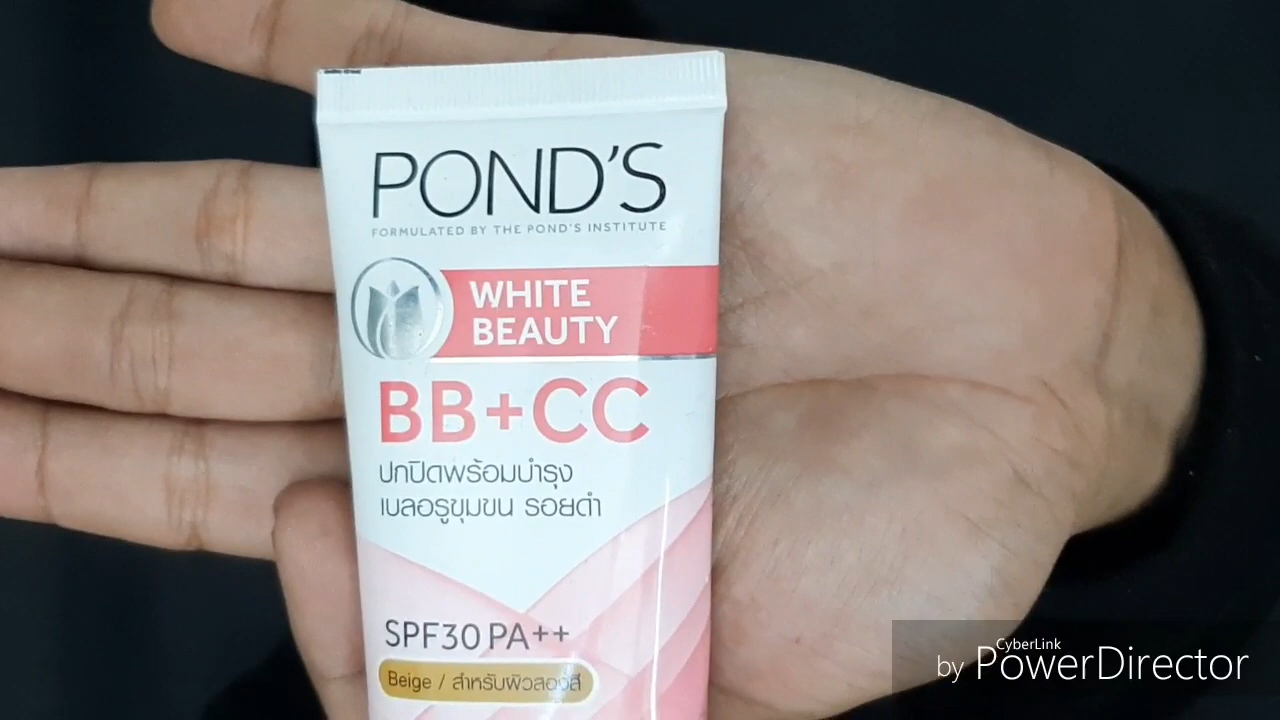 POND'S
FORMULATED BY THE POND'S INSTITUTE
WHITE
BEAUTY
BB+CC
ปกปิดพร้อมบำรุง
เบลอรูขุมขน รอยดำ
SPF30 PA++
Beige / สำหรับผิวสองสี
CyberLink
by PowerDirector